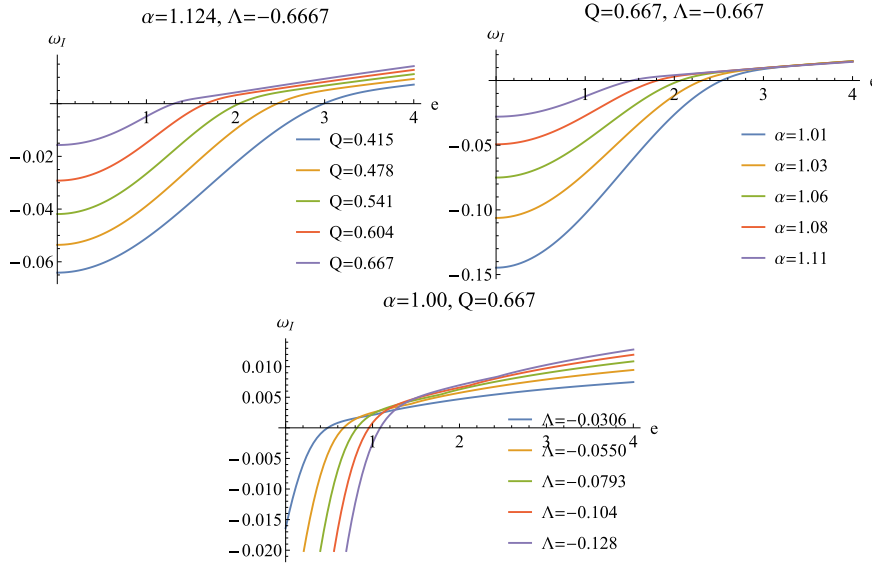 α=1.124, Λ=−0.6667
ω_I
e
1 2 3 4
−0.02
−0.04
−0.06
Q=0.415
Q=0.478
Q=0.541
Q=0.604
Q=0.667
Q=0.667, Λ=−0.667
ω_I
e
0 1 2 3 4
−0.05
−0.10
−0.15
α=1.01
α=1.03
α=1.06
α=1.08
α=1.11
α=1.00, Q=0.667
ω_I
0.010
0.005
e
1 2 3 4
−0.005
−0.010
−0.015
−0.020
Λ=−0.0306
Λ=−0.0550
Λ=−0.0793
Λ=−0.104
Λ=−0.128